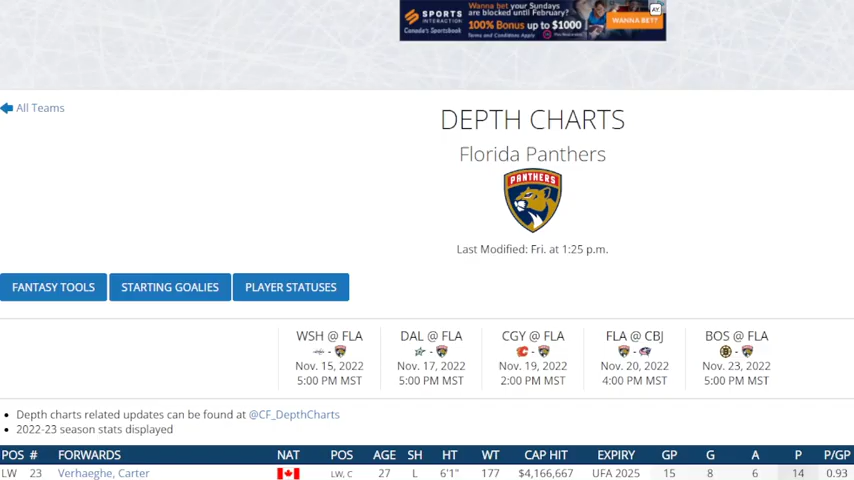 Wanna bet your Sundays
are blocked until February?
SPORTS
INTERACTION
Canada's Sportsbook
100% Bonus up to $1000
Terms and Conditions Apply
WANNA BET?
AY
All Teams
DEPTH CHARTS
Florida Panthers
PANTHERS
Last Modified: Fri. at 1:25 p.m.
FANTASY TOOLS STARTING GOALIES PLAYER STATUSES
WSH @ FLA DAL @ FLA CGY @ FLA FLA @ CBJ BOS @ FLA
- - - - -
Nov. 15, 2022 Nov. 17, 2022 Nov. 19, 2022 Nov. 20, 2022 Nov. 23, 2022
5:00 PM MST 5:00 PM MST 2:00 PM MST 4:00 PM MST 5:00 PM MST
• Depth charts related updates can be found at @CF_DepthCharts
• 2022-23 season stats displayed
POS # FORWARDS NAT POS AGE SH HT WT CAP HIT EXPIRY GP G A P P/GP
LW 23 Verhaeghe, Carter LW, C 27 L 6'1" 177 $4,166,667 UFA 2025 15 8 6 14 0.93